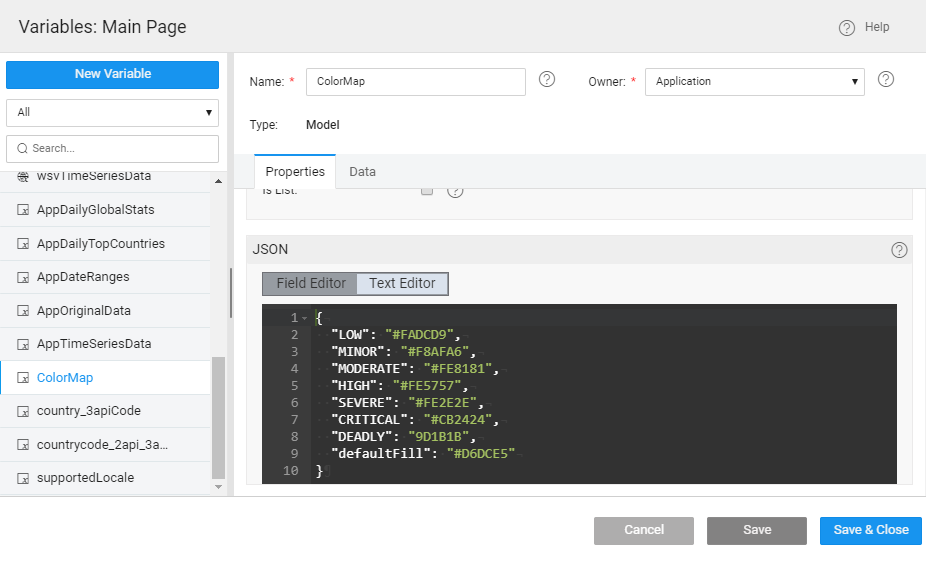 Variables: Main Page
Help
New Variable
All
Search...
wsvTimeSeriesData
AppDailyGlobalStats
AppDailyTopCountries
AppDateRanges
AppOriginalData
AppTimeSeriesData
ColorMap
country_3apiCode
countrycode_2api_3a...
supportedLocale
Name: * ColorMap
Owner: * Application
Type: Model
Properties Data
Is List:
JSON
Field Editor Text Editor
1 {
2 "LOW": "#FADCD9",
3 "MINOR": "#F8AFA6",
4 "MODERATE": "#FE8181",
5 "HIGH": "#FE5757",
6 "SEVERE": "#FE2E2E",
7 "CRITICAL": "#CB2424",
8 "DEADLY": "9D1B1B",
9 "defaultFill": "#D6DCE5"
10 }
Cancel Save Save & Close